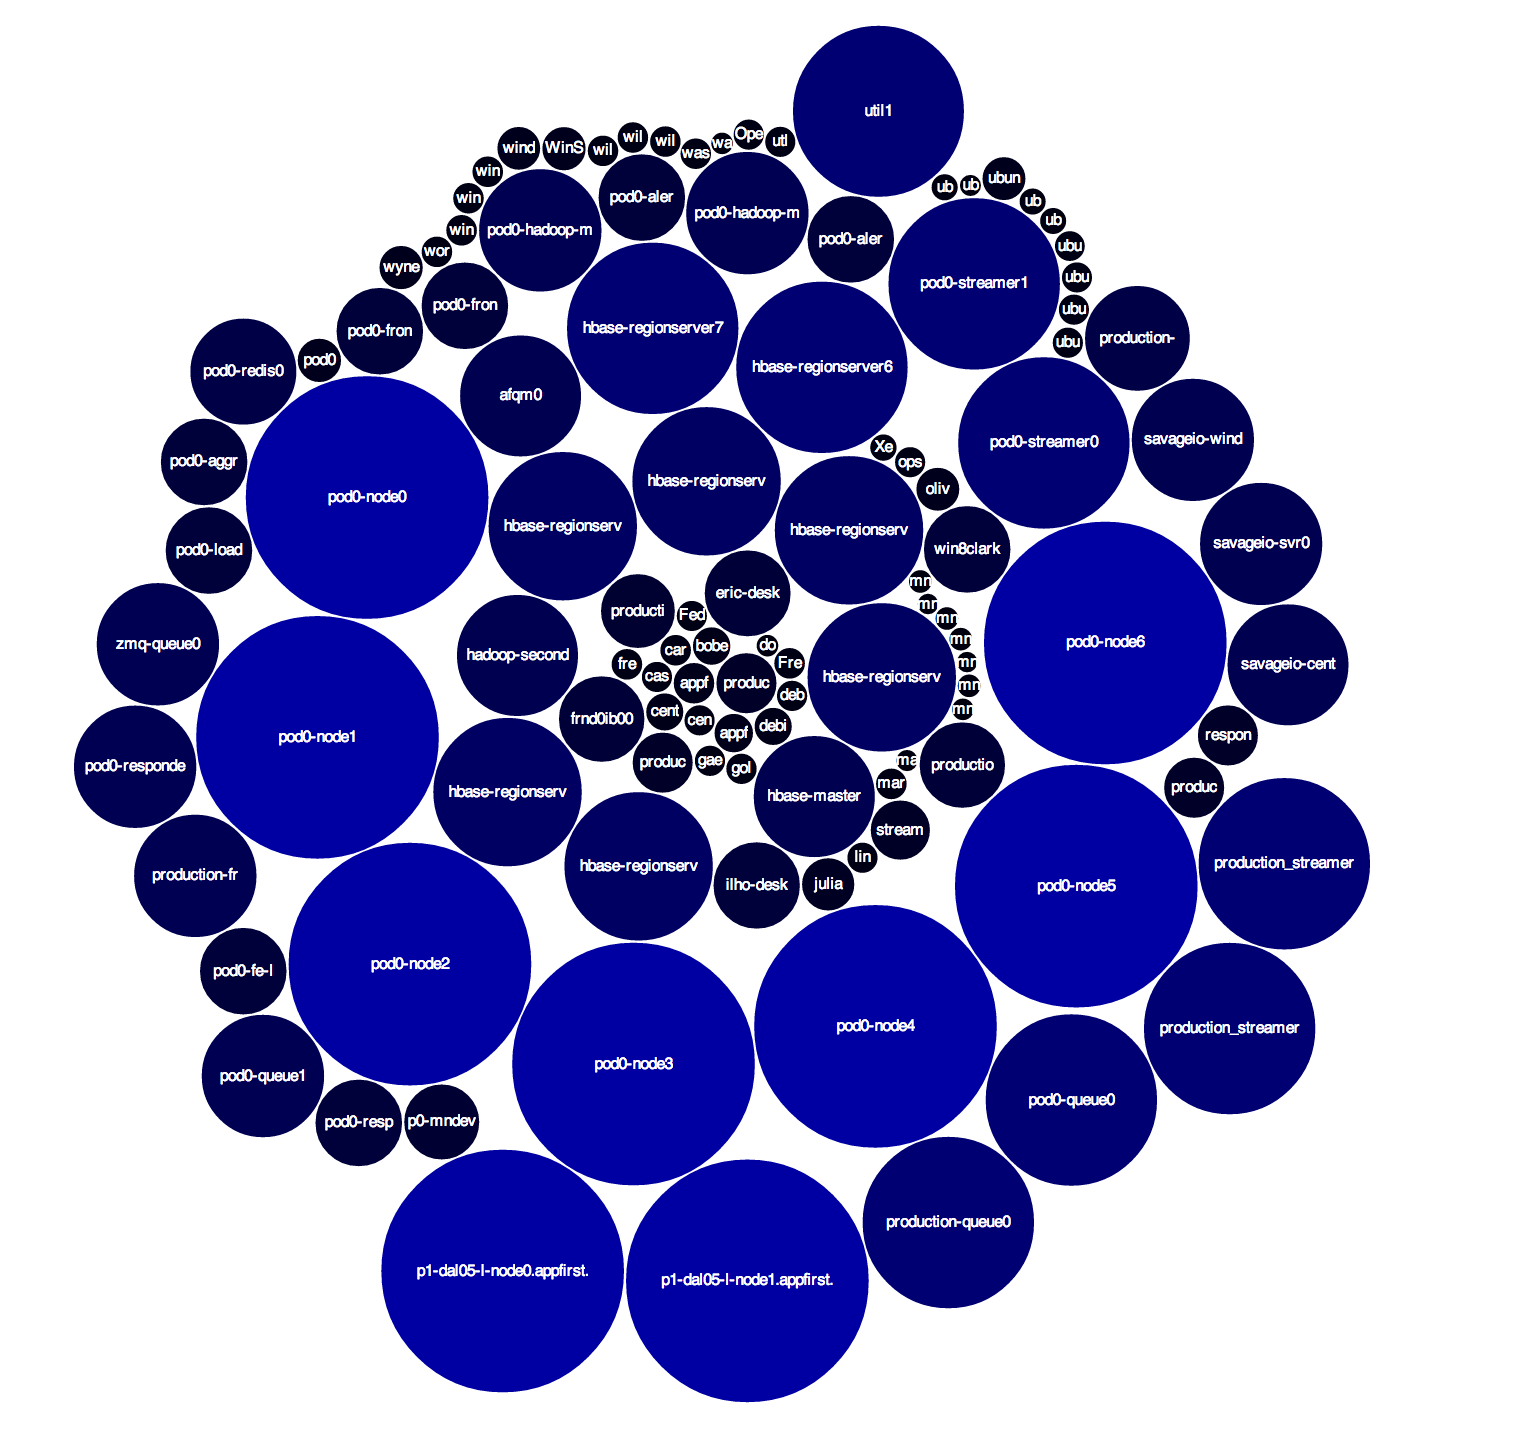 util1
Ope
wil
wil
utl
wa
was
wil
WinS
wind
win
ubun
ub
ub
pod0-aler
win
ub
pod0-hadoop-m
ub
win
pod0-hadoop-m
pod0-aler
ubu
wor
wyne
ubu
pod0-streamer1
pod0-fron
ubu
hbase-regionserver7
pod0-fron
production-
ubu
pod0
hbase-regionserver6
pod0-redis0
afqm0
savageio-wind
pod0-streamer0
Xe
pod0-aggr
ops
hbase-regionserv
oliv
pod0-node0
hbase-regionserv
hbase-regionserv
savageio-svr0
win8clark
pod0-load
mn
eric-desk
mn
producti
Fed
mn
mn
pod0-node6
zmq-queue0
do
bobe
car
hadoop-second
mn
Fre
fre
savageio-cent
cas
hbase-regionserv
appf
produc
mn
deb
mn
cent
frnd0ib00
cen
debi
appf
respon
pod0-node1
ma
gae
produc
productio
pod0-responde
gol
mar
produc
hbase-regionserv
hbase-master
stream
lin
production_streamer
hbase-regionserv
production-fr
julia
ilho-desk
pod0-node5
pod0-node2
pod0-fe-l
pod0-node4
production_streamer
pod0-node3
pod0-queue1
pod0-queue0
p0-mndev
pod0-resp
production-queue0
p1-dal05-l-node0.appfirst.
p1-dal05-l-node1.appfirst.